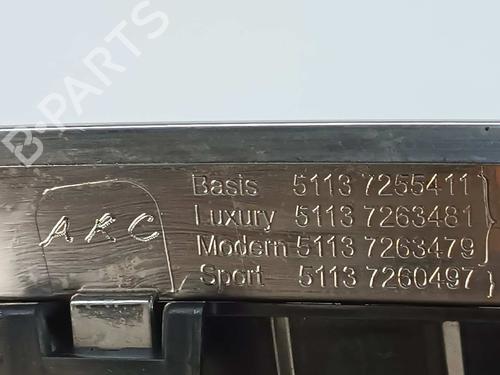 B-PARTS
Basis 5113 7255411
Luxury 5113 7263481
Modern 5113 7263479
Sport 5113 7260497
AKC